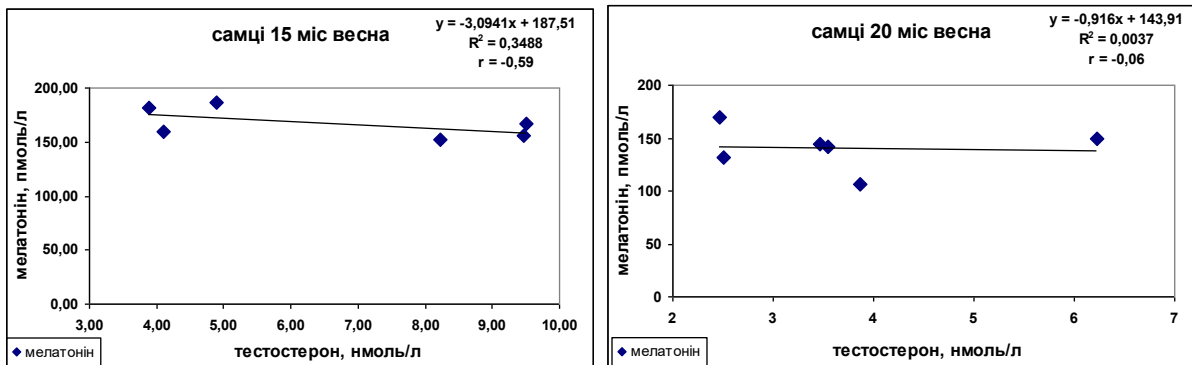 самці 15 міс весна
y = -3,0941x + 187,51
R² = 0,3488
r = -0,59
мелатонін, пмоль/л
200,00
150,00
100,00
50,00
0,00
3,00 4,00 5,00 6,00 7,00 8,00 9,00 10,00
тестостерон, нмоль/л
мелатонін
самці 20 міс весна
y = -0,916x + 143,91
R² = 0,0037
r = -0,06
мелатонін, пмоль/л
200
150
100
50
0
2 3 4 5 6 7
тестостерон, нмоль/л
мелатонін